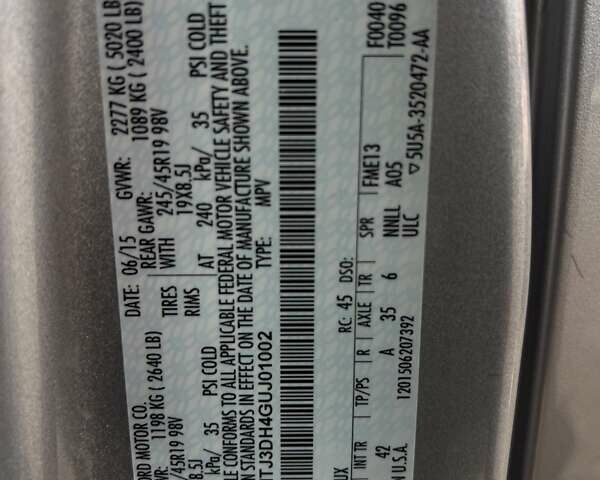 ORD MOTOR CO. DATE: 06/15 GVWR: 2277 KG ( 5020 LB
WR: 1198 KG ( 2640 LB) REAR GAWR: 1089 KG ( 2400 LB)
/45R19 98V TIRES WITH 245/45R19 98V
8.5J RIMS 19X8.5J
kPa/ 35 PSI COLD AT 240 kPa/ 35 PSI COLD
LE CONFORMS TO ALL APPLICABLE FEDERAL MOTOR VEHICLE SAFETY AND THEFT
N STANDARDS IN EFFECT ON THE DATE OF MANUFACTURE SHOWN ABOVE.
TJ3DH4GUJ01002 TYPE: MPV
F0040
T0096
UX RC: 45 DSO:
INT TR TP/PS R AXLE TR SPR FME13
42 A 35 6 NNLL A05
N U.S.A. 1201506207392 ULC ▽5U5A-3520472-AA